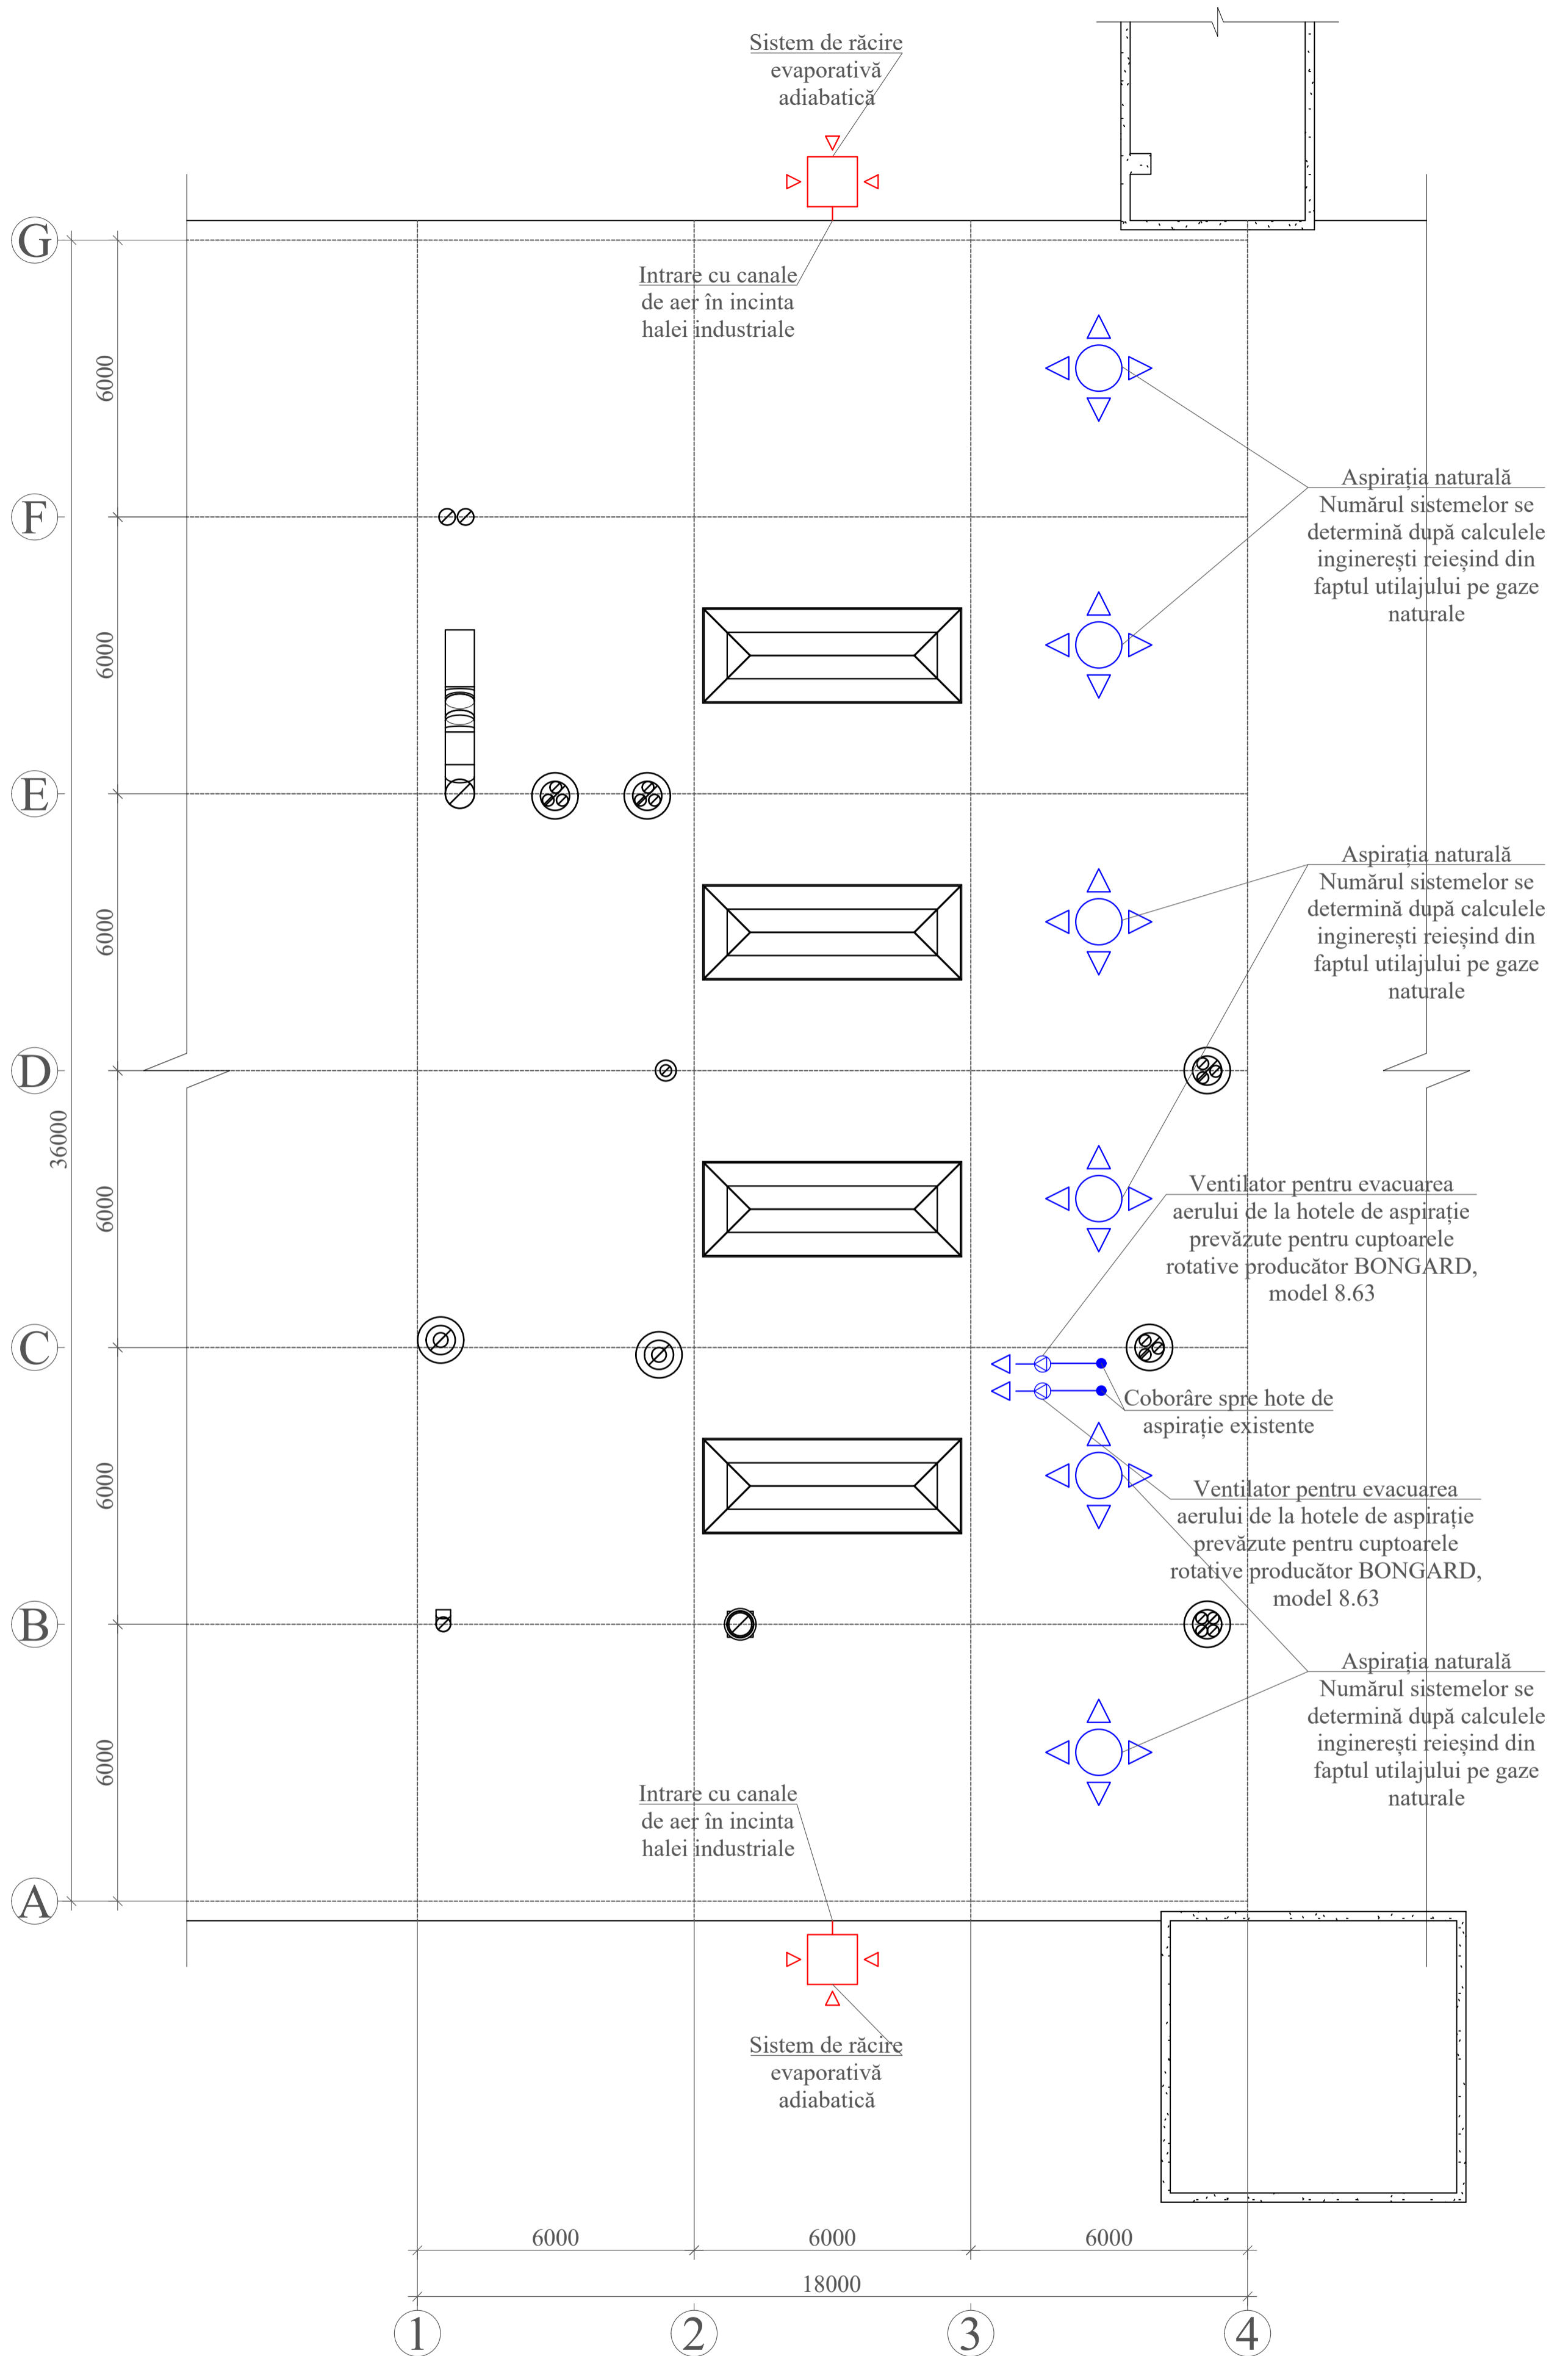 Sistem de răcire
evaporativă
adiabatică
G
Intrare cu canale
de aer în incinta
halei industriale
6000
Aspirația naturală
Numărul sistemelor se
determină după calculele
inginerești reieșind din
faptul utilajului pe gaze
naturale
F
6000
E
Aspirația naturală
Numărul sistemelor se
determină după calculele
inginerești reieșind din
faptul utilajului pe gaze
naturale
6000
D
36000
Ventilator pentru evacuarea
aerului de la hotele de aspirație
prevăzute pentru cuptoarele
rotative producător BONGARD,
model 8.63
6000
C
Coborâre spre hote de
aspirație existente
6000
Ventilator pentru evacuarea
aerului de la hotele de aspirație
prevăzute pentru cuptoarele
rotative producător BONGARD,
model 8.63
B
Aspirația naturală
Numărul sistemelor se
determină după calculele
inginerești reieșind din
faptul utilajului pe gaze
naturale
6000
Intrare cu canale
de aer în incinta
halei industriale
A
Sistem de răcire
evaporativă
adiabatică
6000 6000 6000
18000
1 2 3 4